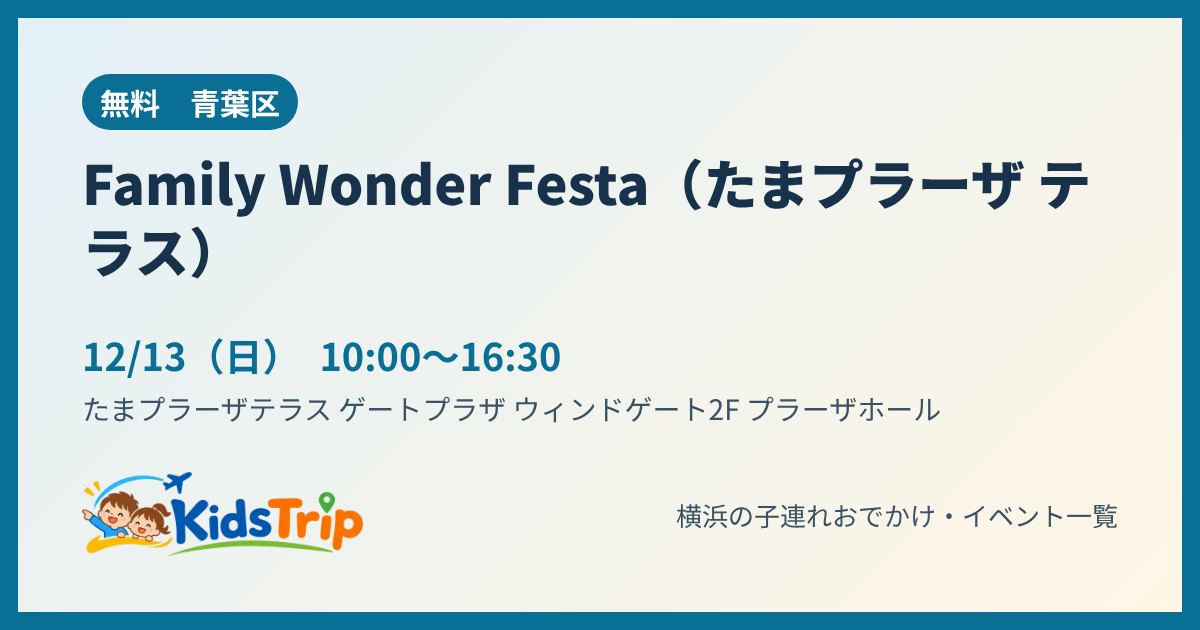 無料　青葉区
Family Wonder Festa（たまプラーザ テ
ラス）
12/13（日）　10:00〜16:30
たまプラーザテラス ゲートプラザ ウィンドゲート2F プラーザホール
KidsTrip
横浜の子連れおでかけ・イベント一覧